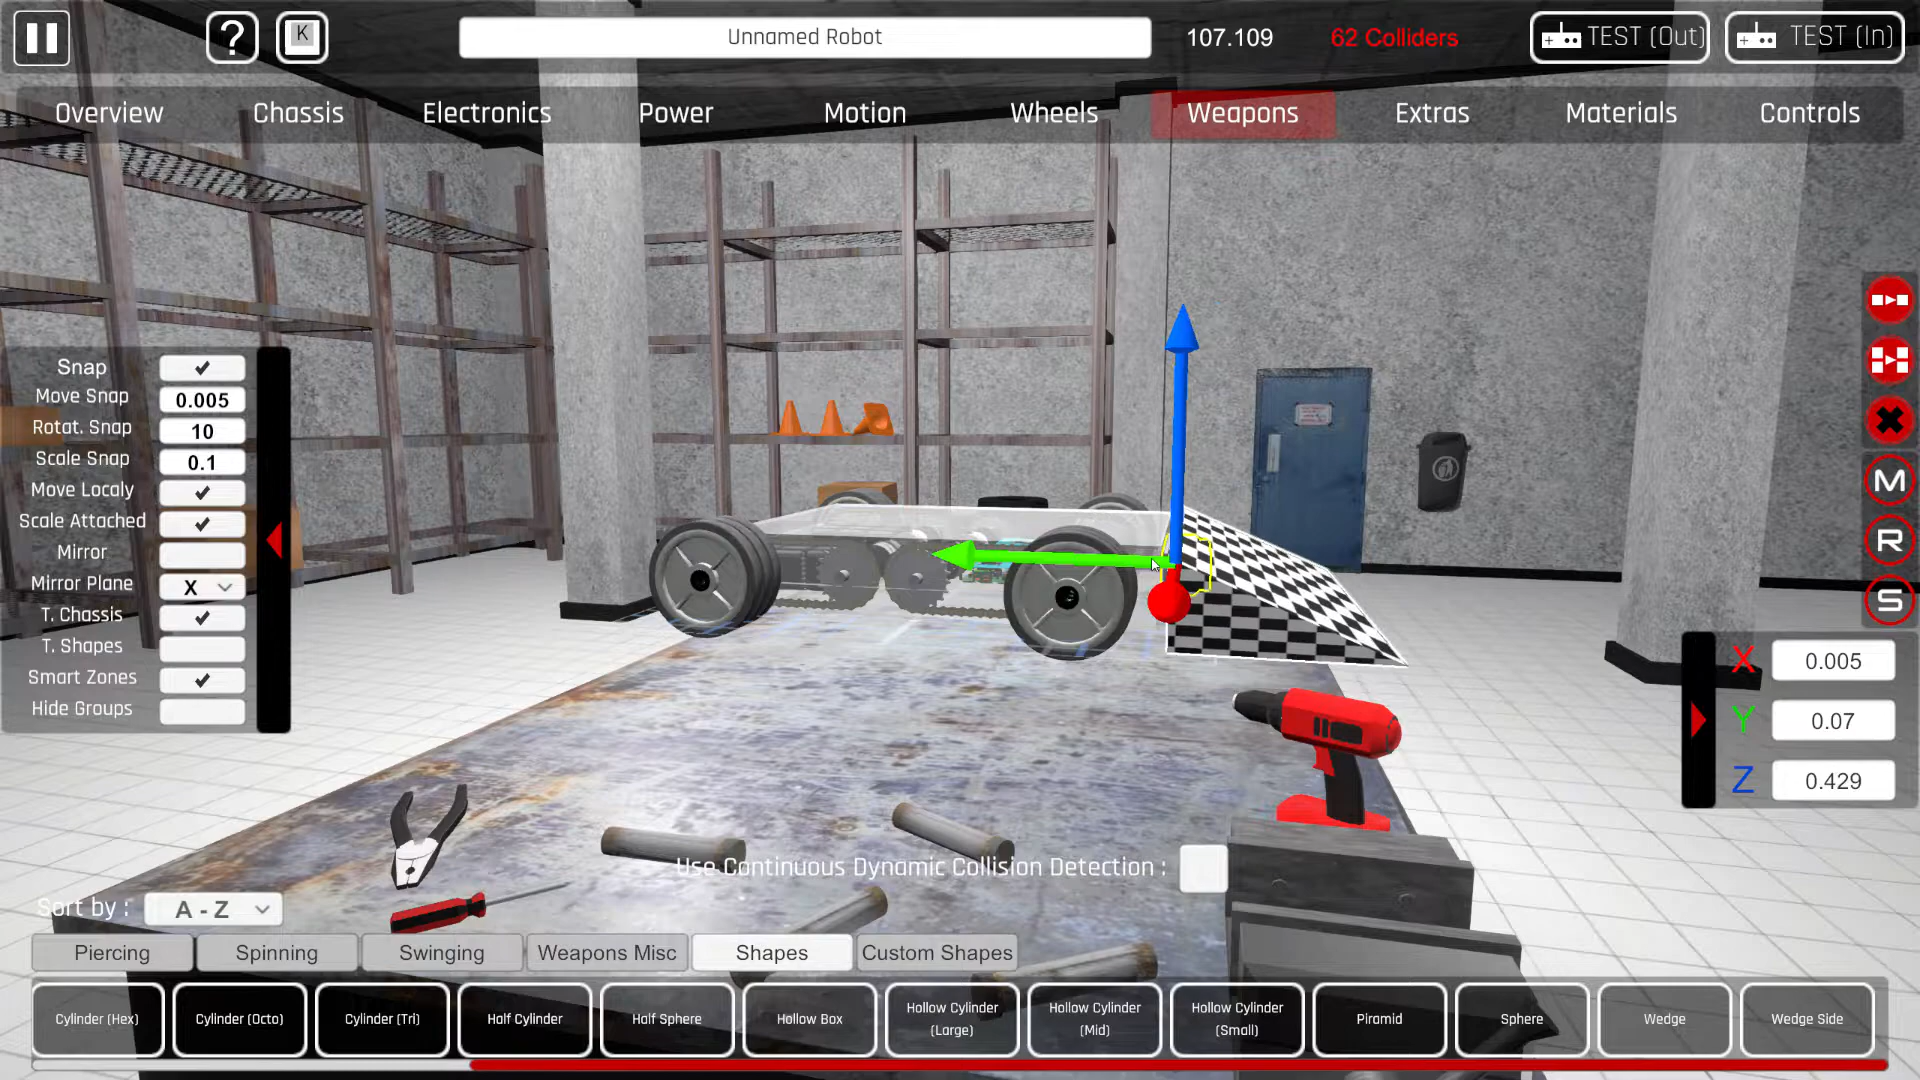 K
Unnamed Robot
107.109
62 Colliders
TEST (Out)
TEST (In)
Overview
Chassis
Electronics
Power
Motion
Wheels
Weapons
Extras
Materials
Controls
Snap
Move Snap 0.005
Rotat. Snap 10
Scale Snap 0.1
Move Localy
Scale Attached
Mirror
Mirror Plane X
T. Chassis
T. Shapes
Smart Zones
Hide Groups
M
R
S
X 0.005
Y 0.07
Z 0.429
Use Continuous Dynamic Collision Detection :
Sort by : A - Z
Piercing
Spinning
Swinging
Weapons Misc
Shapes
Custom Shapes
Cylinder (Hex)
Cylinder (Octo)
Cylinder (Tri)
Half Cylinder
Half Sphere
Hollow Box
Hollow Cylinder
(Large)
Hollow Cylinder
(Mid)
Hollow Cylinder
(Small)
Piramid
Sphere
Wedge
Wedge Side